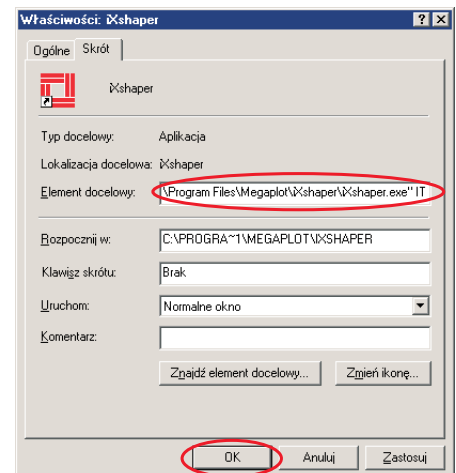 Właściwości: iXshaper
Ogólne Skrót
iXshaper
Typ docelowy: Aplikacja
Lokalizacja docelowa: iXshaper
Element docelowy: \Program Files\Megaplot\iXshaper\iXshaper.exe" IT
Rozpocznij w: C:\PROGRA~1\MEGAPLOT\IXSHAPER
Klawisz skrótu: Brak
Uruchom: Normalne okno
Komentarz:
Znajdź element docelowy... Zmień ikonę...
OK Anuluj Zastosuj